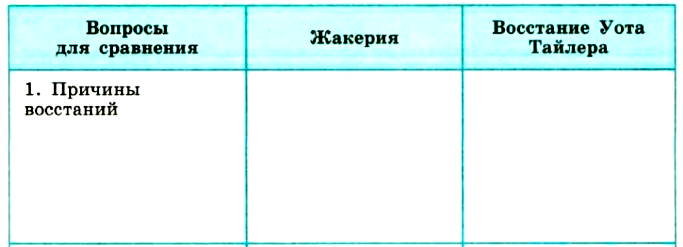 Вопросы
для сравнения
Жакерия
Восстание Уота
Тайлера
1. Причины
восстаний